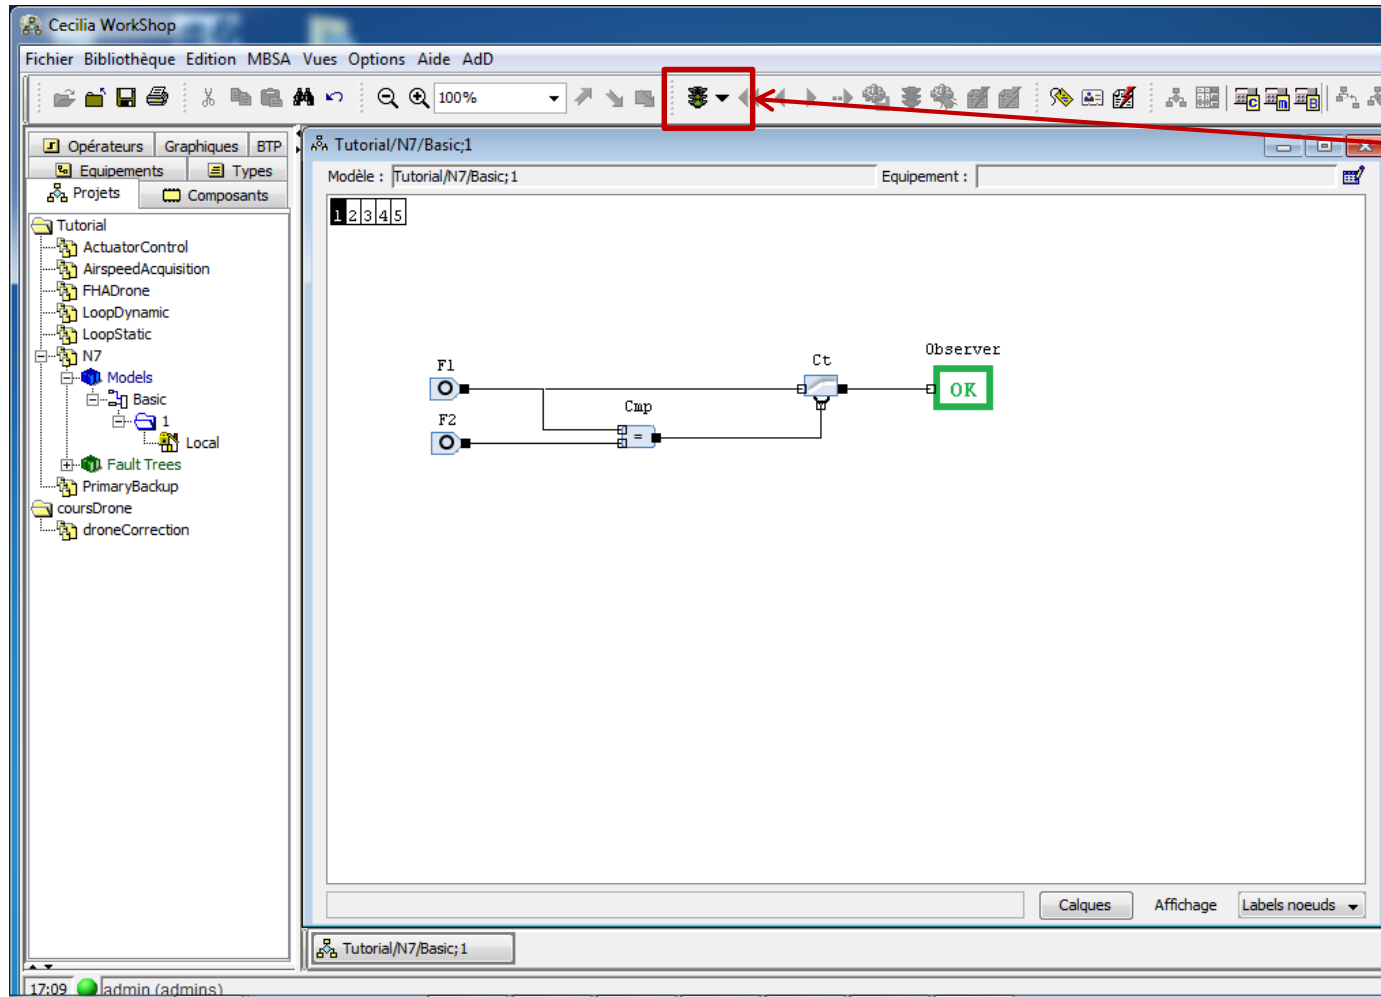 Cecilia WorkShop
Fichier Bibliothèque Edition MBSA Vues Options Aide AdD
100%
Opérateurs Graphiques BTP
Equipements Types
Projets Composants
Tutorial
ActuatorControl
AirspeedAcquisition
FHADrone
LoopDynamic
LoopStatic
N7
Models
Basic
1
Local
Fault Trees
PrimaryBackup
coursDrone
droneCorrection
Tutorial/N7/Basic;1
Modèle : Tutorial/N7/Basic;1 Equipement :
1 2 3 4 5
F1
F2
Cmp
=
Ct
Observer
OK
Calques Affichage Labels noeuds
Tutorial/N7/Basic;1
17:09 admin (admins)